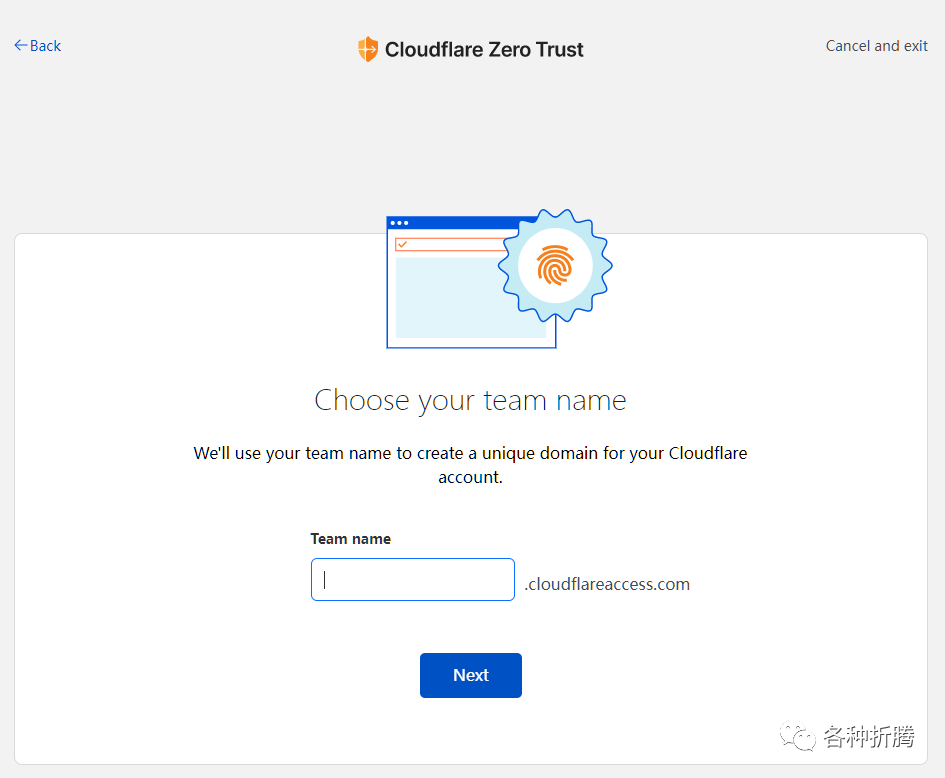 Back
Cloudflare Zero Trust
Cancel and exit
Choose your team name
We'll use your team name to create a unique domain for your Cloudflare
account.
Team name
.cloudflareaccess.com
Next
各种折腾